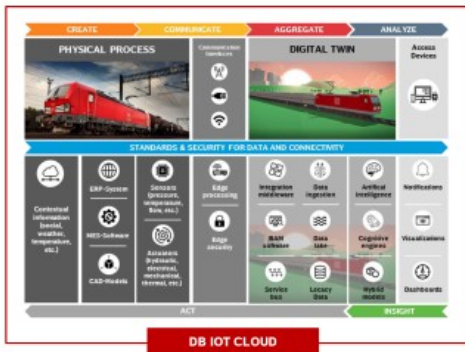 CREATE
COMMUNICATE
AGGREGATE
ANALYZE
PHYSICAL PROCESS
Communication
Interfaces
DIGITAL TWIN
Access
Devices
STANDARDS & SECURITY FOR DATA AND CONNECTIVITY
Contextual
information
(social,
weather,
temperature,
etc.)
ERP-System
MES-Software
CAD-Models
Sensors
(pressure,
temperature,
flow, etc.)
(hydraulic,
electrical,
mechanical,
thermal, etc.)
Edge
processing
Edge
security
Integration
middleware
software
Service
bus
Data
ingestion
Data
lake
Legacy
Data
Artificial
Intelligence
Cognitive
engines
Hybrid
models
Notifications
Visualizations
Dashboards
ACT
INSIGHT
DB IOT CLOUD